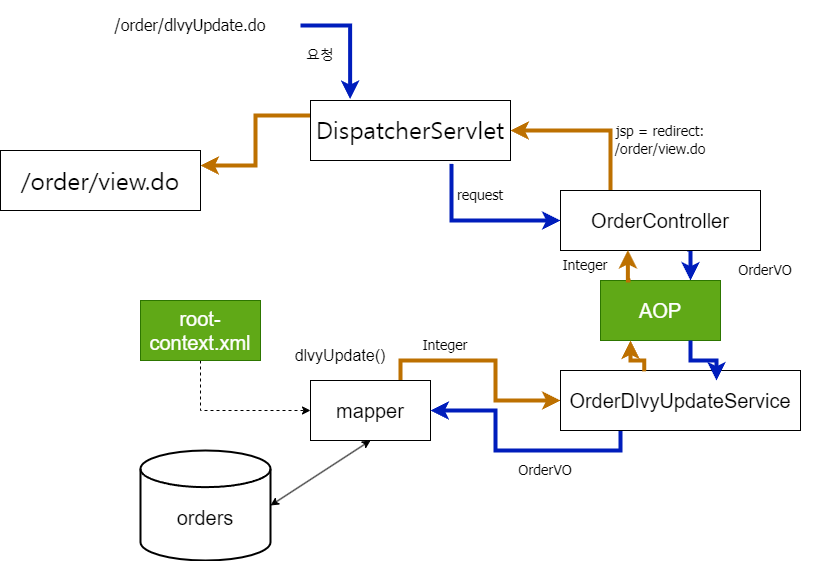 /order/dlvyUpdate.do
요청
DispatcherServlet
jsp = redirect:
/order/view.do
/order/view.do
request
OrderController
Integer
OrderVO
AOP
root-
context.xml
dlvyUpdate()
Integer
mapper
OrderDlvyUpdateService
OrderVO
orders